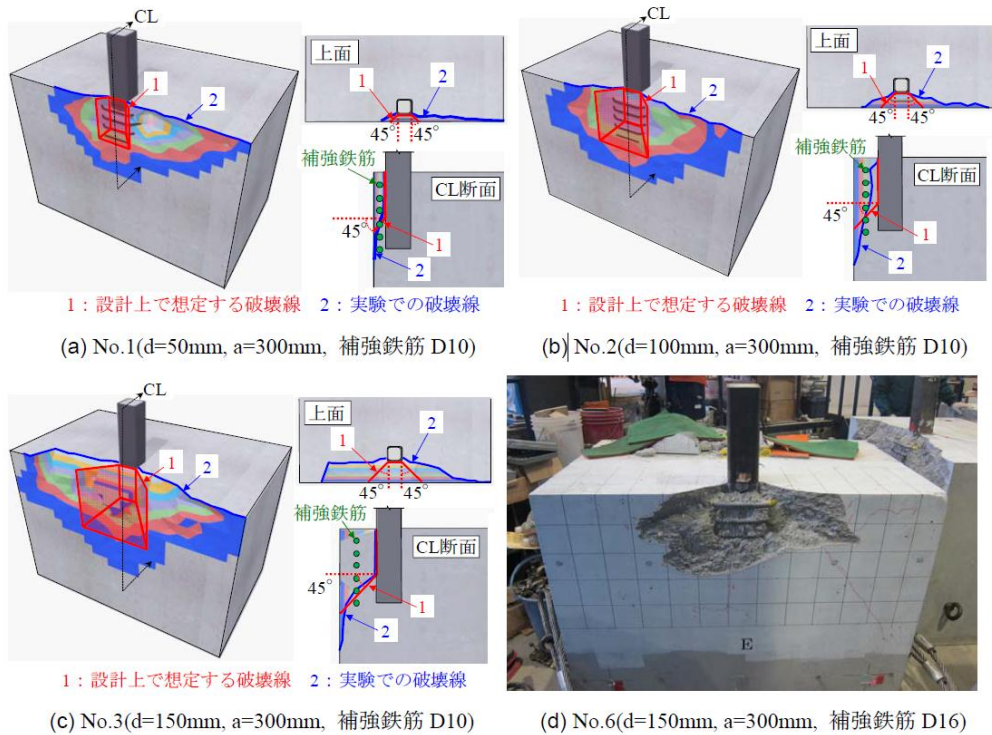 CL
1
2
上面
1
2
45°
45°
補強鉄筋
CL断面
45°
1
2
1：設計上で想定する破壊線 2：実験での破壊線
(a) No.1(d=50mm, a=300mm, 補強鉄筋 D10)
CL
1
2
上面
1
2
45°
45°
補強鉄筋
CL断面
45°
1
2
1：設計上で想定する破壊線 2：実験での破壊線
(b) No.2(d=100mm, a=300mm, 補強鉄筋 D10)
CL
1
2
上面
1
2
45°
45°
補強鉄筋
CL断面
45°
1
2
1：設計上で想定する破壊線 2：実験での破壊線
(c) No.3(d=150mm, a=300mm, 補強鉄筋 D10)
E
(d) No.6(d=150mm, a=300mm, 補強鉄筋 D16)